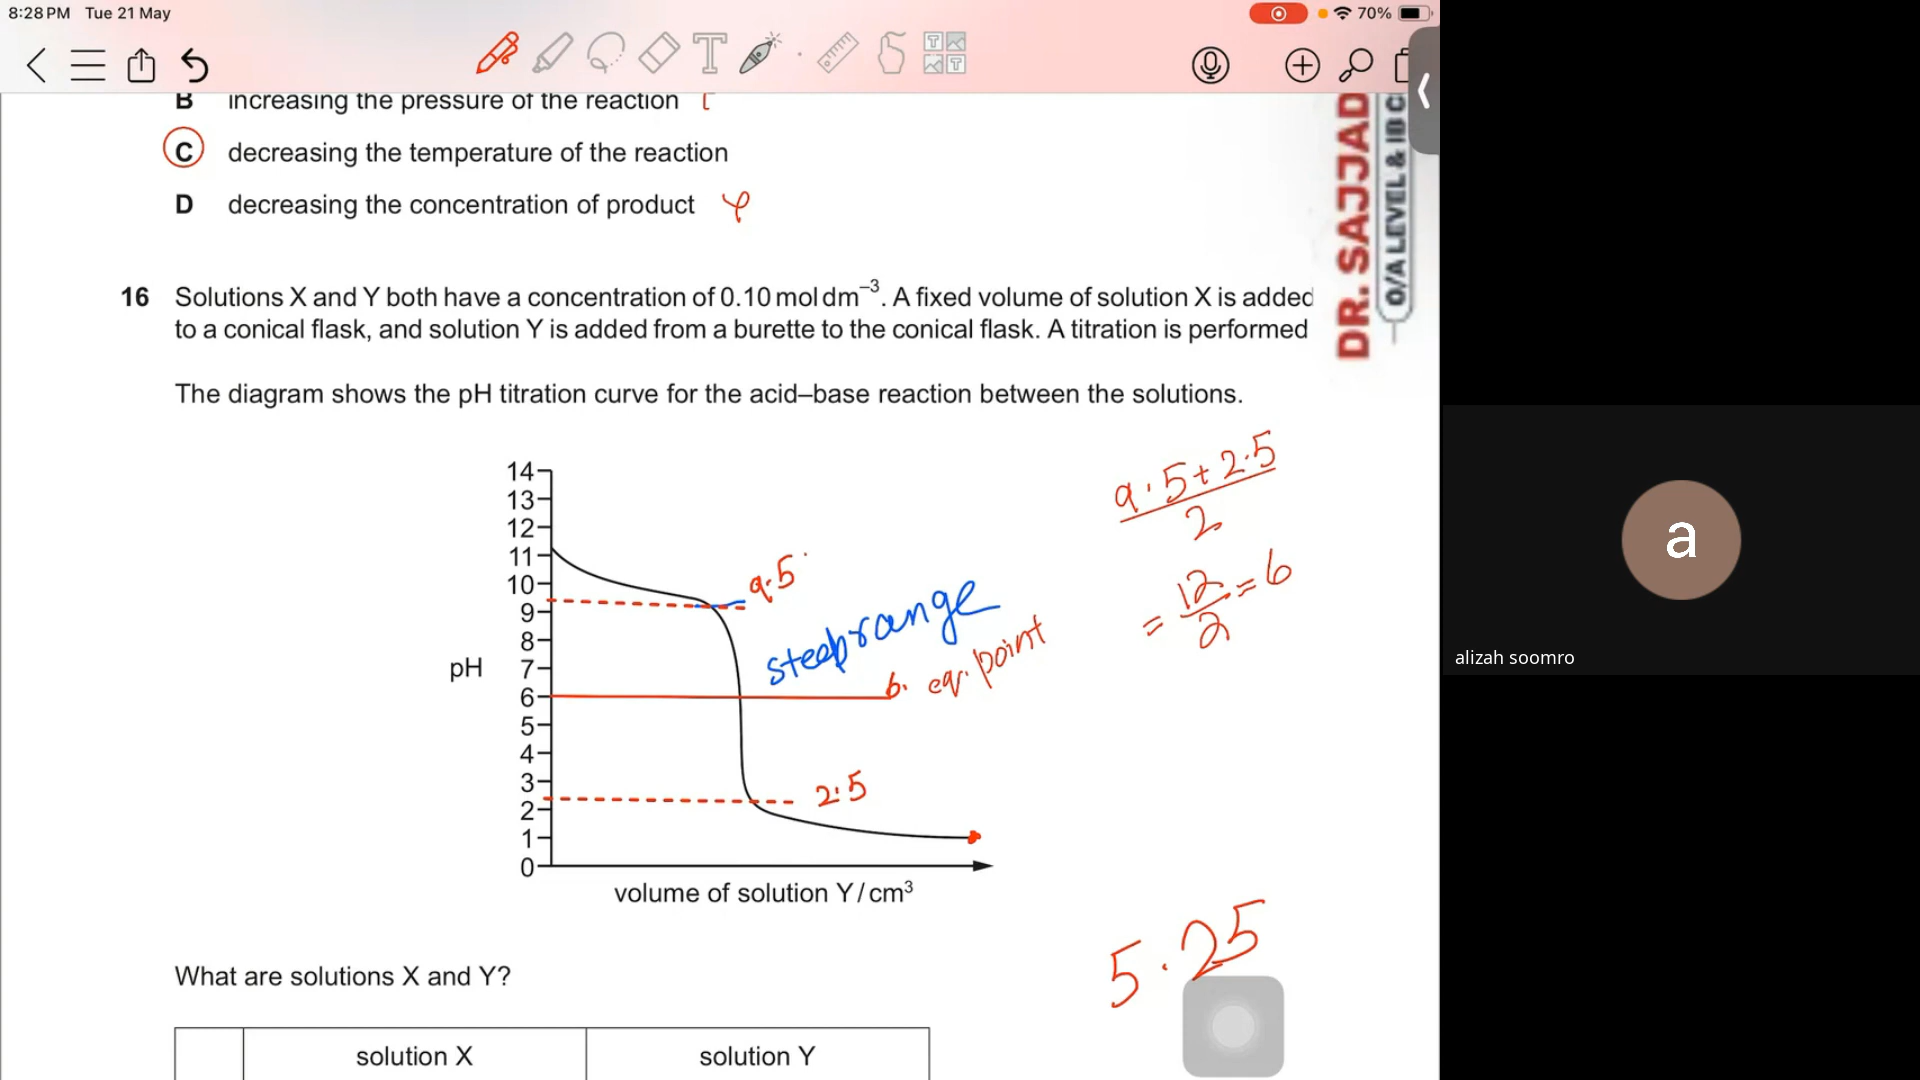 8:28 PM Tue 21 May
70%
B increasing the pressure of the reaction
C decreasing the temperature of the reaction
D decreasing the concentration of product
DR. SAJJAD
O/A LEVEL & IB C
16 Solutions X and Y both have a concentration of 0.10 mol dm⁻³. A fixed volume of solution X is added
to a conical flask, and solution Y is added from a burette to the conical flask. A titration is performed
The diagram shows the pH titration curve for the acid–base reaction between the solutions.
9.5 + 2.5
2
= 12/2 = 6
14
13
12
11
10
9
8
7
6
5
4
3
2
1
0
pH
9.5
steep range
6. eq. point
2.5
volume of solution Y / cm³
5.25
What are solutions X and Y?
solution X solution Y
a
alizah soomro